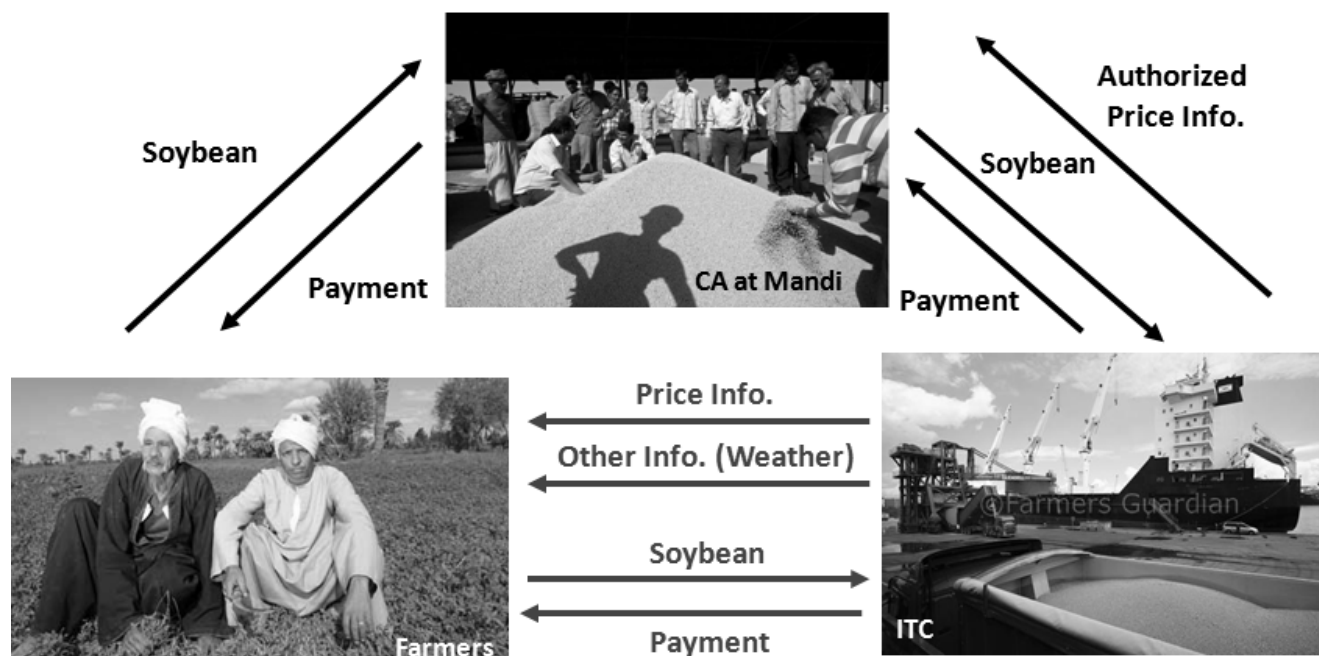 Authorized
Price Info.
Soybean
Soybean
Payment
CA at Mandi
Payment
Price Info.
Other Info. (Weather)
©Farmers Guardian
Soybean
Payment
Farmers
ITC